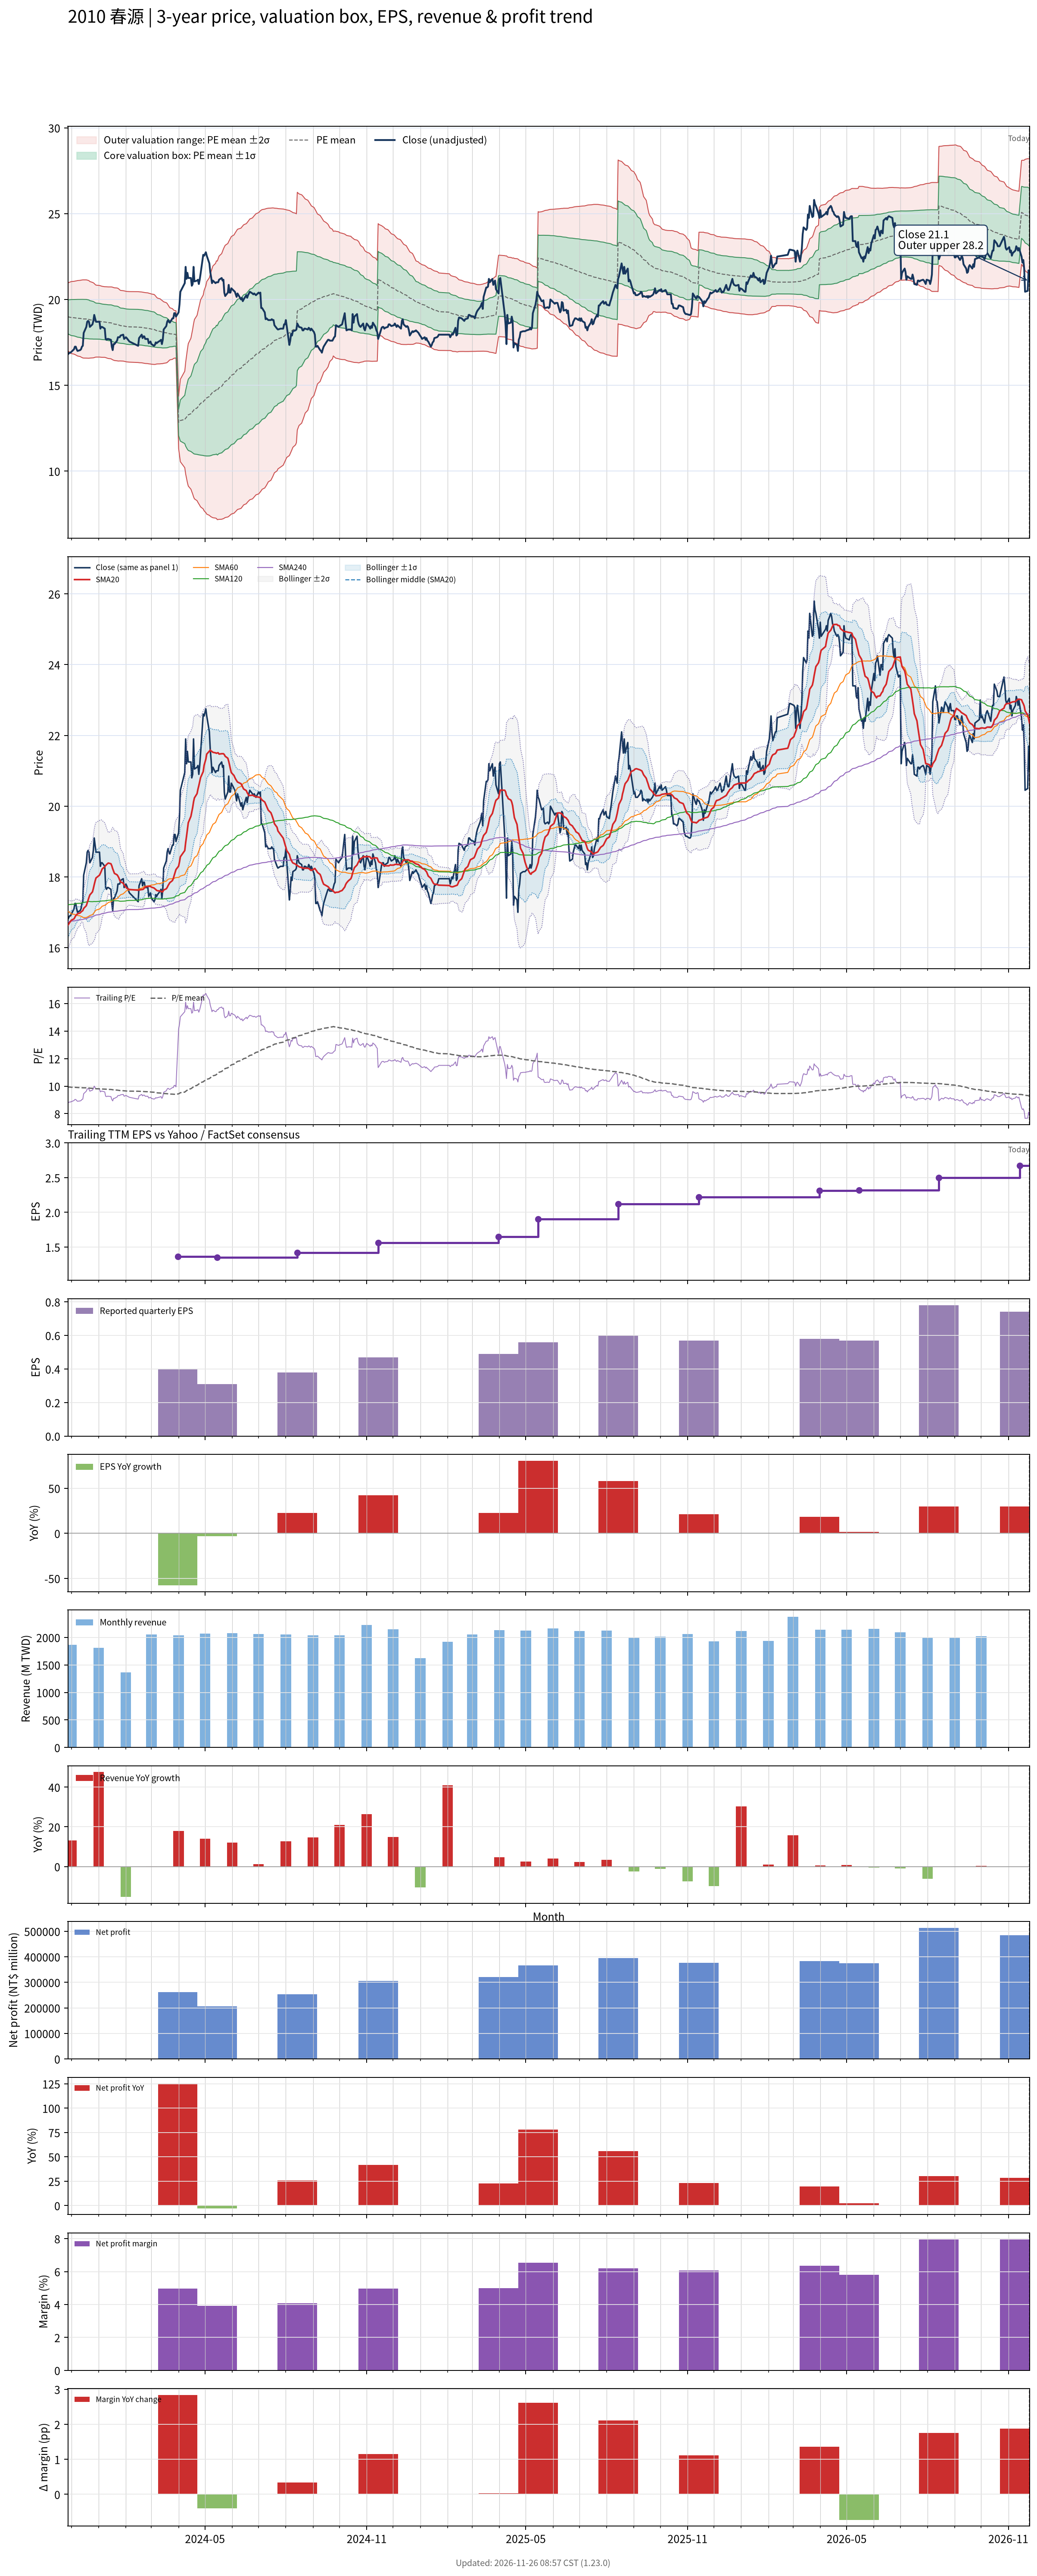 2010 春源 | 3-year price, valuation box, EPS, revenue & profit trend
Outer valuation range: PE mean ±2σ
Core valuation box: PE mean ±1σ
PE mean
Close (unadjusted)
Today
Close 21.1
Outer upper 28.2
Price (TWD)
30
25
20
15
10
Close (same as panel 1)
SMA20
SMA60
SMA120
SMA240
Bollinger ±2σ
Bollinger ±1σ
Bollinger middle (SMA20)
Price
26
24
22
20
18
16
Trailing P/E
P/E mean
P/E
16
14
12
10
8
Trailing TTM EPS vs Yahoo / FactSet consensus
Today
EPS
3.0
2.5
2.0
1.5
Reported quarterly EPS
EPS
0.8
0.6
0.4
0.2
0.0
EPS YoY growth
YoY (%)
50
0
-50
Monthly revenue
Revenue (M TWD)
2000
1500
1000
500
0
Revenue YoY growth
YoY (%)
40
20
0
Month
Net profit
Net profit (NT$ million)
500000
400000
300000
200000
100000
0
Net profit YoY
YoY (%)
125
100
75
50
25
0
Net profit margin
Margin (%)
8
6
4
2
0
Margin YoY change
Δ margin (pp)
3
2
1
0
2024-05
2024-11
2025-05
2025-11
2026-05
2026-11
Updated: 2026-11-26 08:57 CST (1.23.0)